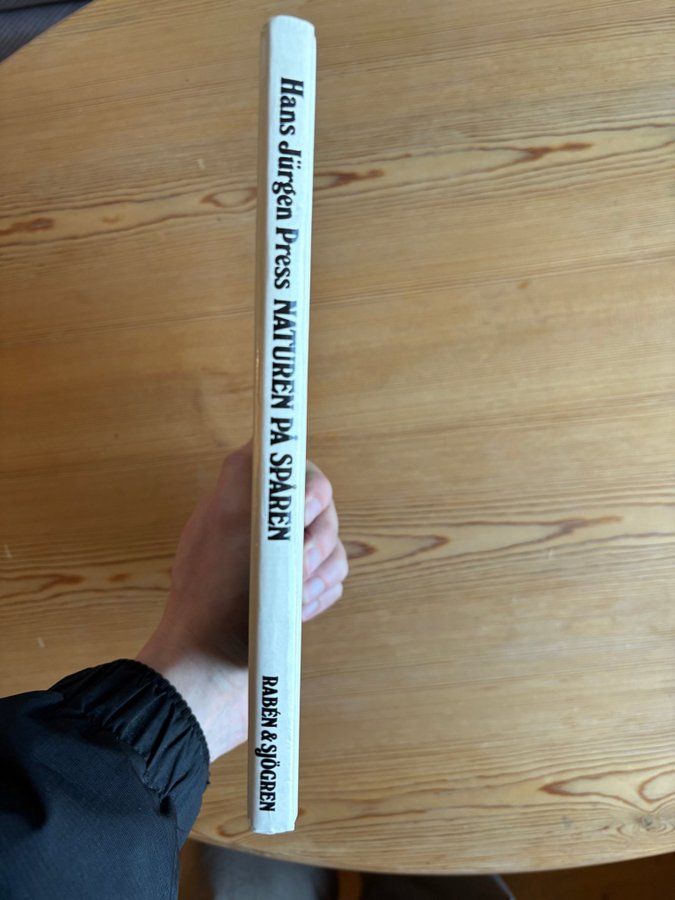 Hans Jürgen Press NATUREN PÅ SPÅREN
RABÉN & SJÖGREN